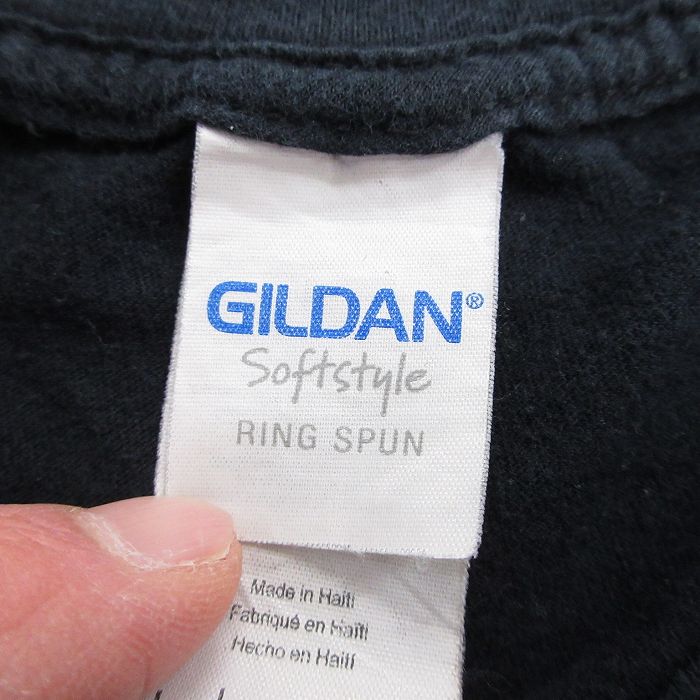 GILDAN®
Softstyle
RING SPUN
Made in Haiti
Fabriqué en Haïti
Hecho en Haití